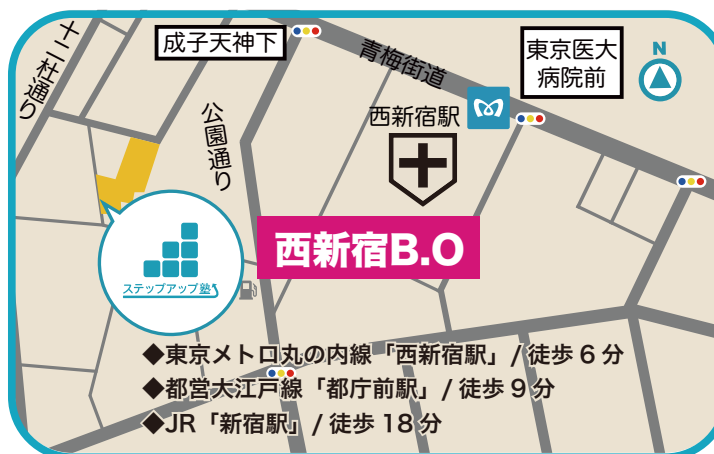 十二社通り
成子天神下
青梅街道
東京医大
病院前
N
公園通り
西新宿駅
ステップアップ塾
西新宿B.O
◆東京メトロ丸の内線「西新宿駅」/ 徒歩 6 分
◆都営大江戸線「都庁前駅」/ 徒歩 9 分
◆JR「新宿駅」/ 徒歩 18 分